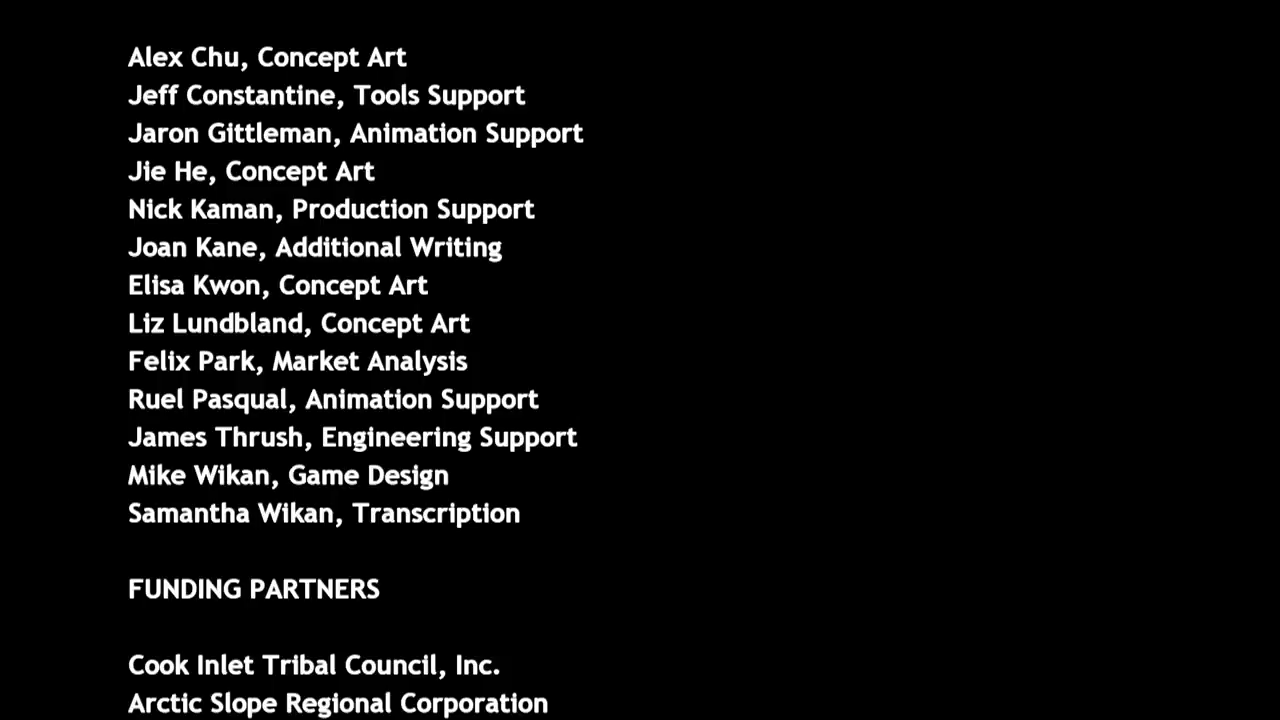 Alex Chu, Concept Art
Jeff Constantine, Tools Support
Jaron Gittleman, Animation Support
Jie He, Concept Art
Nick Kaman, Production Support
Joan Kane, Additional Writing
Elisa Kwon, Concept Art
Liz Lundbland, Concept Art
Felix Park, Market Analysis
Ruel Pasqual, Animation Support
James Thrush, Engineering Support
Mike Wikan, Game Design
Samantha Wikan, Transcription
FUNDING PARTNERS
Cook Inlet Tribal Council, Inc.
Arctic Slope Regional Corporation